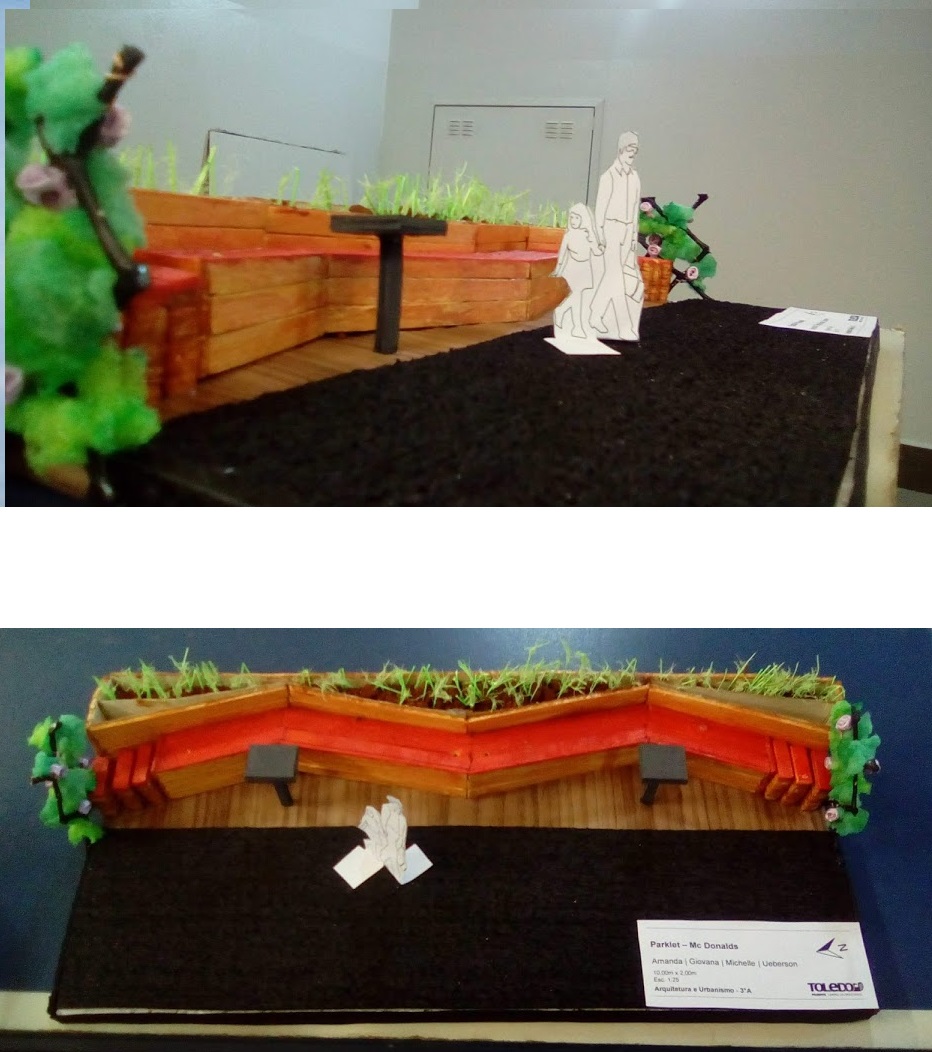 Parklet – Mc Donalds
Z
Amanda | Giovana | Michelle | Ueberson
10,00m x 2,00m
Esc. 1:25
Arquitetura e Urbanismo - 3°A
TOLEDO